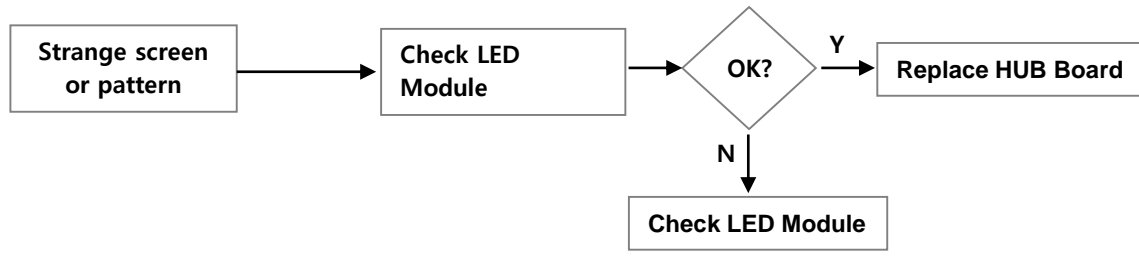 Strange screen
or pattern
Check LED
Module
OK?
Y
Replace HUB Board
N
Check LED Module